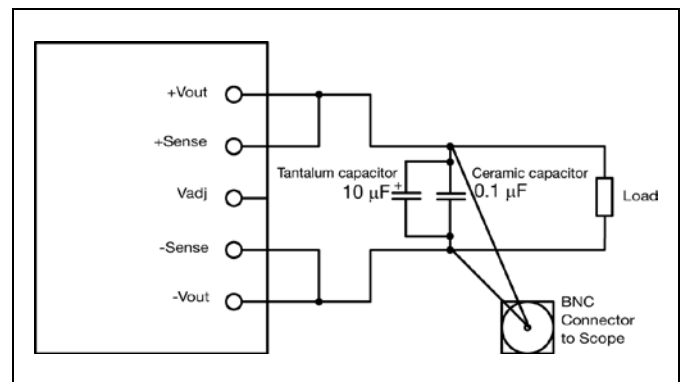 +Vout
+Sense
Vadj
-Sense
-Vout
Tantalum capacitor
10 µF+
Ceramic capacitor
0.1 µF
Load
BNC
Connector
to Scope